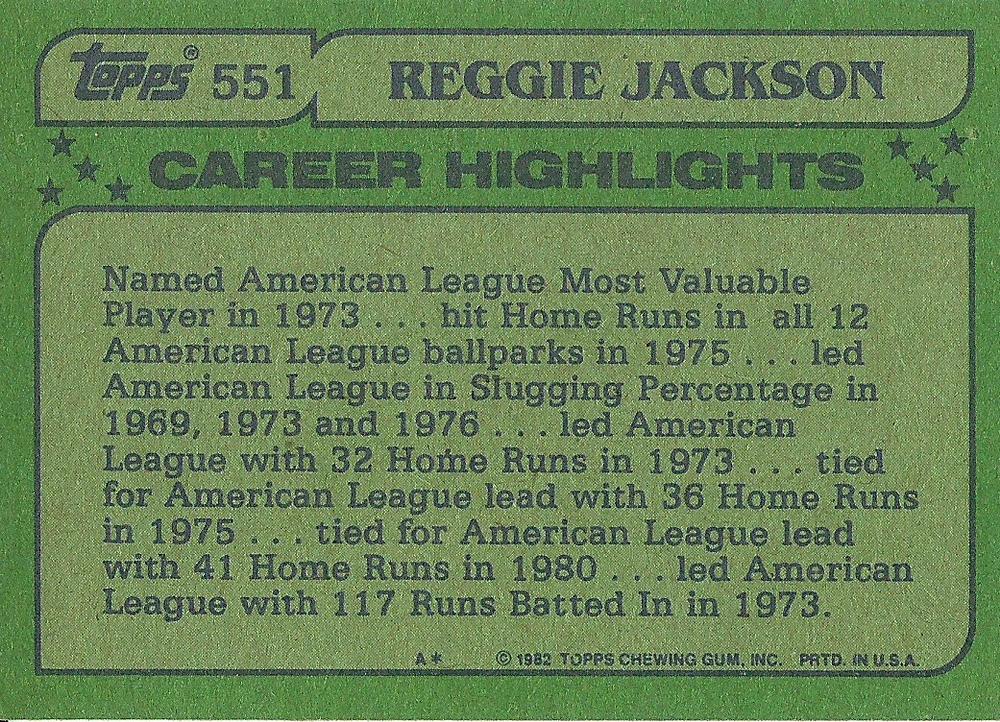 Topps® 551 REGGIE JACKSON
CAREER HIGHLIGHTS
Named American League Most Valuable
Player in 1973 . . . hit Home Runs in all 12
American League ballparks in 1975 . . . led
American League in Slugging Percentage in
1969, 1973 and 1976 . . . led American
League with 32 Home Runs in 1973 . . . tied
for American League lead with 36 Home Runs
in 1975 . . . tied for American League lead
with 41 Home Runs in 1980 . . . led American
League with 117 Runs Batted In in 1973.
A* © 1982 TOPPS CHEWING GUM, INC. PRTD. IN U.S.A.